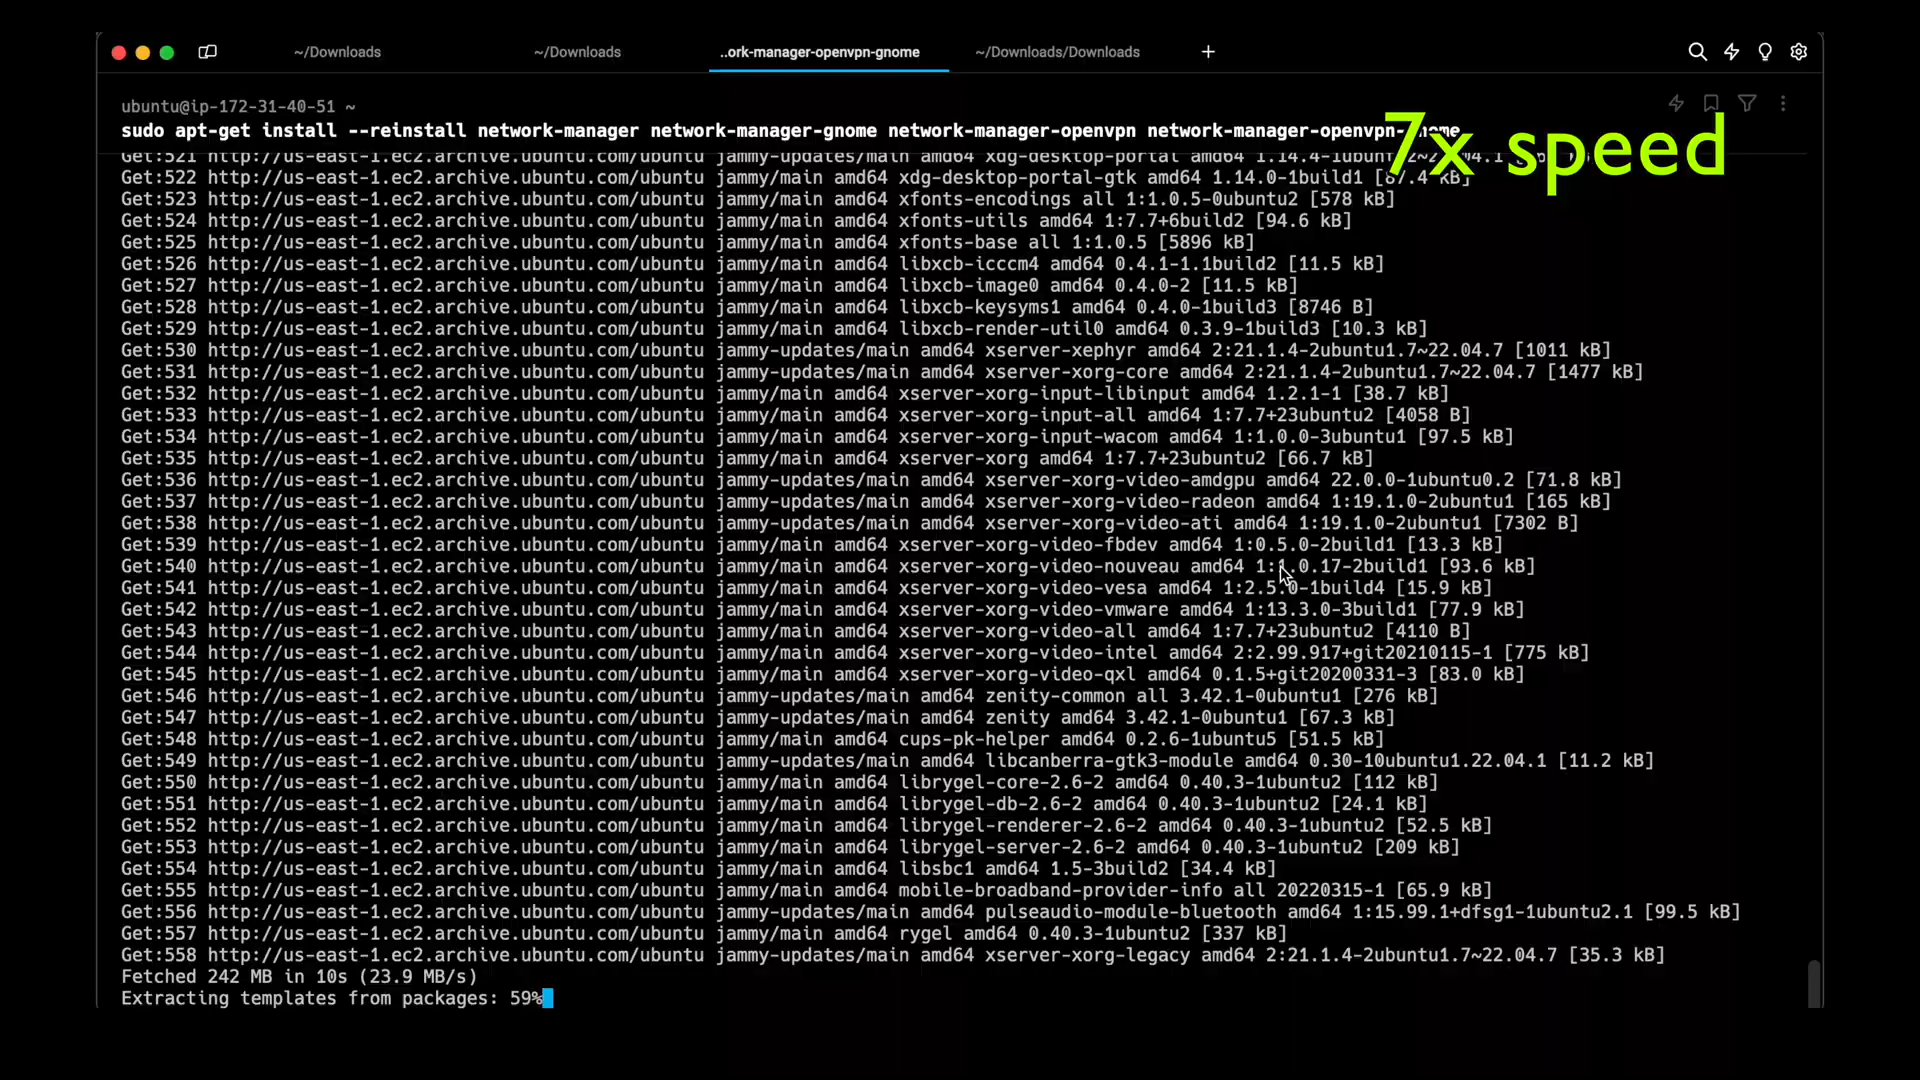 ~/Downloads
~/Downloads
..ork-manager-openvpn-gnome
~/Downloads/Downloads
ubuntu@ip-172-31-40-51 ~
sudo apt-get install --reinstall network-manager network-manager-gnome network-manager-openvpn network-manager-openvpn-gnome
7x speed
Get:521 http://us-east-1.ec2.archive.ubuntu.com/ubuntu jammy-updates/main amd64 xdg-desktop-portal amd64
Get:522 http://us-east-1.ec2.archive.ubuntu.com/ubuntu jammy/main amd64 xdg-desktop-portal-gtk amd64 1.14.0-1build1 [87.4 kB]
Get:523 http://us-east-1.ec2.archive.ubuntu.com/ubuntu jammy/main amd64 xfonts-encodings all 1:1.0.5-0ubuntu2 [578 kB]
Get:524 http://us-east-1.ec2.archive.ubuntu.com/ubuntu jammy/main amd64 xfonts-utils amd64 1:7.7+6build2 [94.6 kB]
Get:525 http://us-east-1.ec2.archive.ubuntu.com/ubuntu jammy/main amd64 xfonts-base all 1:1.0.5 [5896 kB]
Get:526 http://us-east-1.ec2.archive.ubuntu.com/ubuntu jammy/main amd64 libxcb-icccm4 amd64 0.4.1-1.1build2 [11.5 kB]
Get:527 http://us-east-1.ec2.archive.ubuntu.com/ubuntu jammy/main amd64 libxcb-image0 amd64 0.4.0-2 [11.5 kB]
Get:528 http://us-east-1.ec2.archive.ubuntu.com/ubuntu jammy/main amd64 libxcb-keysyms1 amd64 0.4.0-1build3 [8746 B]
Get:529 http://us-east-1.ec2.archive.ubuntu.com/ubuntu jammy/main amd64 libxcb-render-util0 amd64 0.3.9-1build3 [10.3 kB]
Get:530 http://us-east-1.ec2.archive.ubuntu.com/ubuntu jammy-updates/main amd64 xserver-xephyr amd64 2:21.1.4-2ubuntu1.7~22.04.7 [1011 kB]
Get:531 http://us-east-1.ec2.archive.ubuntu.com/ubuntu jammy-updates/main amd64 xserver-xorg-core amd64 2:21.1.4-2ubuntu1.7~22.04.7 [1477 kB]
Get:532 http://us-east-1.ec2.archive.ubuntu.com/ubuntu jammy/main amd64 xserver-xorg-input-libinput amd64 1.2.1-1 [38.7 kB]
Get:533 http://us-east-1.ec2.archive.ubuntu.com/ubuntu jammy/main amd64 xserver-xorg-input-all amd64 1:7.7+23ubuntu2 [4058 B]
Get:534 http://us-east-1.ec2.archive.ubuntu.com/ubuntu jammy/main amd64 xserver-xorg-input-wacom amd64 1:1.0.0-3ubuntu1 [97.5 kB]
Get:535 http://us-east-1.ec2.archive.ubuntu.com/ubuntu jammy/main amd64 xserver-xorg amd64 1:7.7+23ubuntu2 [66.7 kB]
Get:536 http://us-east-1.ec2.archive.ubuntu.com/ubuntu jammy-updates/main amd64 xserver-xorg-video-amdgpu amd64 22.0.0-1ubuntu0.2 [71.8 kB]
Get:537 http://us-east-1.ec2.archive.ubuntu.com/ubuntu jammy-updates/main amd64 xserver-xorg-video-radeon amd64 1:19.1.0-2ubuntu1 [165 kB]
Get:538 http://us-east-1.ec2.archive.ubuntu.com/ubuntu jammy-updates/main amd64 xserver-xorg-video-ati amd64 1:19.1.0-2ubuntu1 [7302 B]
Get:539 http://us-east-1.ec2.archive.ubuntu.com/ubuntu jammy/main amd64 xserver-xorg-video-fbdev amd64 1:0.5.0-2build1 [13.3 kB]
Get:540 http://us-east-1.ec2.archive.ubuntu.com/ubuntu jammy/main amd64 xserver-xorg-video-nouveau amd64 1:1.0.17-2build1 [93.6 kB]
Get:541 http://us-east-1.ec2.archive.ubuntu.com/ubuntu jammy/main amd64 xserver-xorg-video-vesa amd64 1:2.5.0-1build4 [15.9 kB]
Get:542 http://us-east-1.ec2.archive.ubuntu.com/ubuntu jammy/main amd64 xserver-xorg-video-vmware amd64 1:13.3.0-3build1 [77.9 kB]
Get:543 http://us-east-1.ec2.archive.ubuntu.com/ubuntu jammy/main amd64 xserver-xorg-video-all amd64 1:7.7+23ubuntu2 [4110 B]
Get:544 http://us-east-1.ec2.archive.ubuntu.com/ubuntu jammy/main amd64 xserver-xorg-video-intel amd64 2:2.99.917+git20210115-1 [775 kB]
Get:545 http://us-east-1.ec2.archive.ubuntu.com/ubuntu jammy/main amd64 xserver-xorg-video-qxl amd64 0.1.5+git20200331-3 [83.0 kB]
Get:546 http://us-east-1.ec2.archive.ubuntu.com/ubuntu jammy-updates/main amd64 zenity-common all 3.42.1-0ubuntu1 [276 kB]
Get:547 http://us-east-1.ec2.archive.ubuntu.com/ubuntu jammy-updates/main amd64 zenity amd64 3.42.1-0ubuntu1 [67.3 kB]
Get:548 http://us-east-1.ec2.archive.ubuntu.com/ubuntu jammy/main amd64 cups-pk-helper amd64 0.2.6-1ubuntu5 [51.5 kB]
Get:549 http://us-east-1.ec2.archive.ubuntu.com/ubuntu jammy-updates/main amd64 libcanberra-gtk3-module amd64 0.30-10ubuntu1.22.04.1 [11.2 kB]
Get:550 http://us-east-1.ec2.archive.ubuntu.com/ubuntu jammy/main amd64 librygel-core-2.6-2 amd64 0.40.3-1ubuntu2 [112 kB]
Get:551 http://us-east-1.ec2.archive.ubuntu.com/ubuntu jammy/main amd64 librygel-db-2.6-2 amd64 0.40.3-1ubuntu2 [24.1 kB]
Get:552 http://us-east-1.ec2.archive.ubuntu.com/ubuntu jammy/main amd64 librygel-renderer-2.6-2 amd64 0.40.3-1ubuntu2 [52.5 kB]
Get:553 http://us-east-1.ec2.archive.ubuntu.com/ubuntu jammy/main amd64 librygel-server-2.6-2 amd64 0.40.3-1ubuntu2 [209 kB]
Get:554 http://us-east-1.ec2.archive.ubuntu.com/ubuntu jammy/main amd64 libsbc1 amd64 1.5-3build2 [34.4 kB]
Get:555 http://us-east-1.ec2.archive.ubuntu.com/ubuntu jammy/main amd64 mobile-broadband-provider-info all 20220315-1 [65.9 kB]
Get:556 http://us-east-1.ec2.archive.ubuntu.com/ubuntu jammy-updates/main amd64 pulseaudio-module-bluetooth amd64 1:15.99.1+dfsg1-1ubuntu2.1 [99.5 kB]
Get:557 http://us-east-1.ec2.archive.ubuntu.com/ubuntu jammy/main amd64 rygel amd64 0.40.3-1ubuntu2 [337 kB]
Get:558 http://us-east-1.ec2.archive.ubuntu.com/ubuntu jammy-updates/main amd64 xserver-xorg-legacy amd64 2:21.1.4-2ubuntu1.7~22.04.7 [35.3 kB]
Fetched 242 MB in 10s (23.9 MB/s)
Extracting templates from packages: 59%